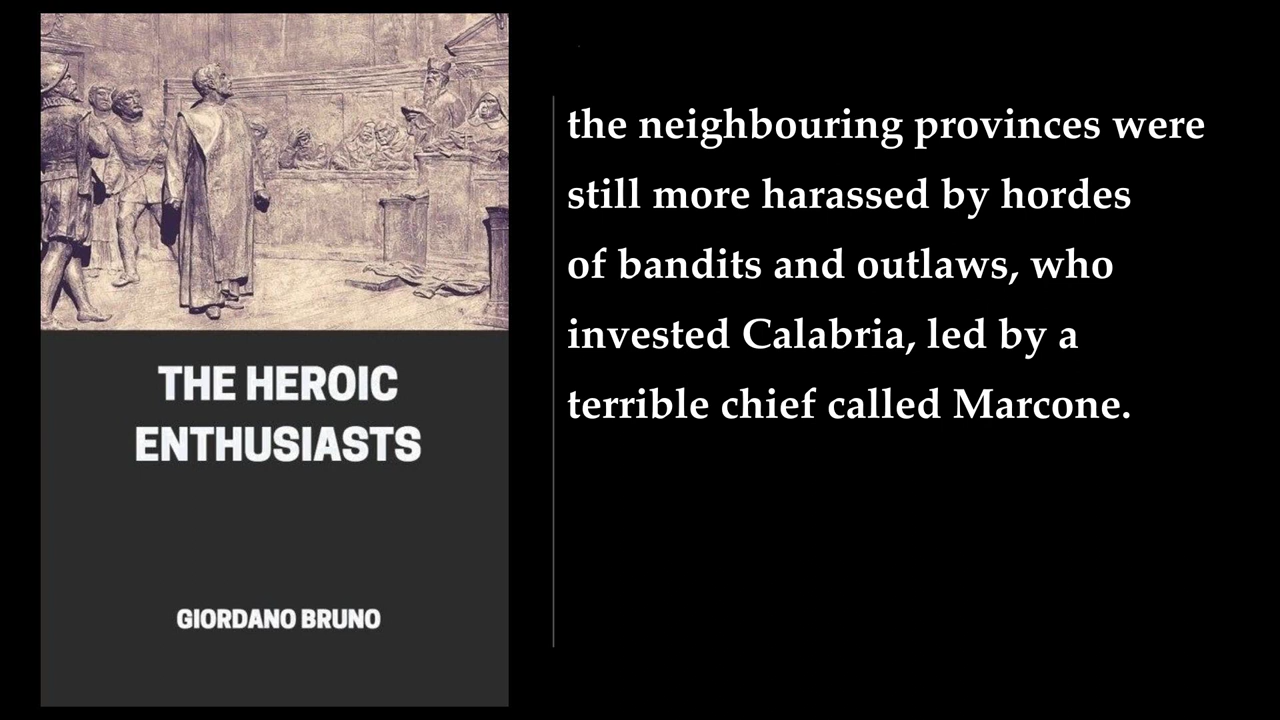 THE HEROIC
ENTHUSIASTS
GIORDANO BRUNO
the neighbouring provinces were
still more harassed by hordes
of bandits and outlaws, who
invested Calabria, led by a
terrible chief called Marcone.